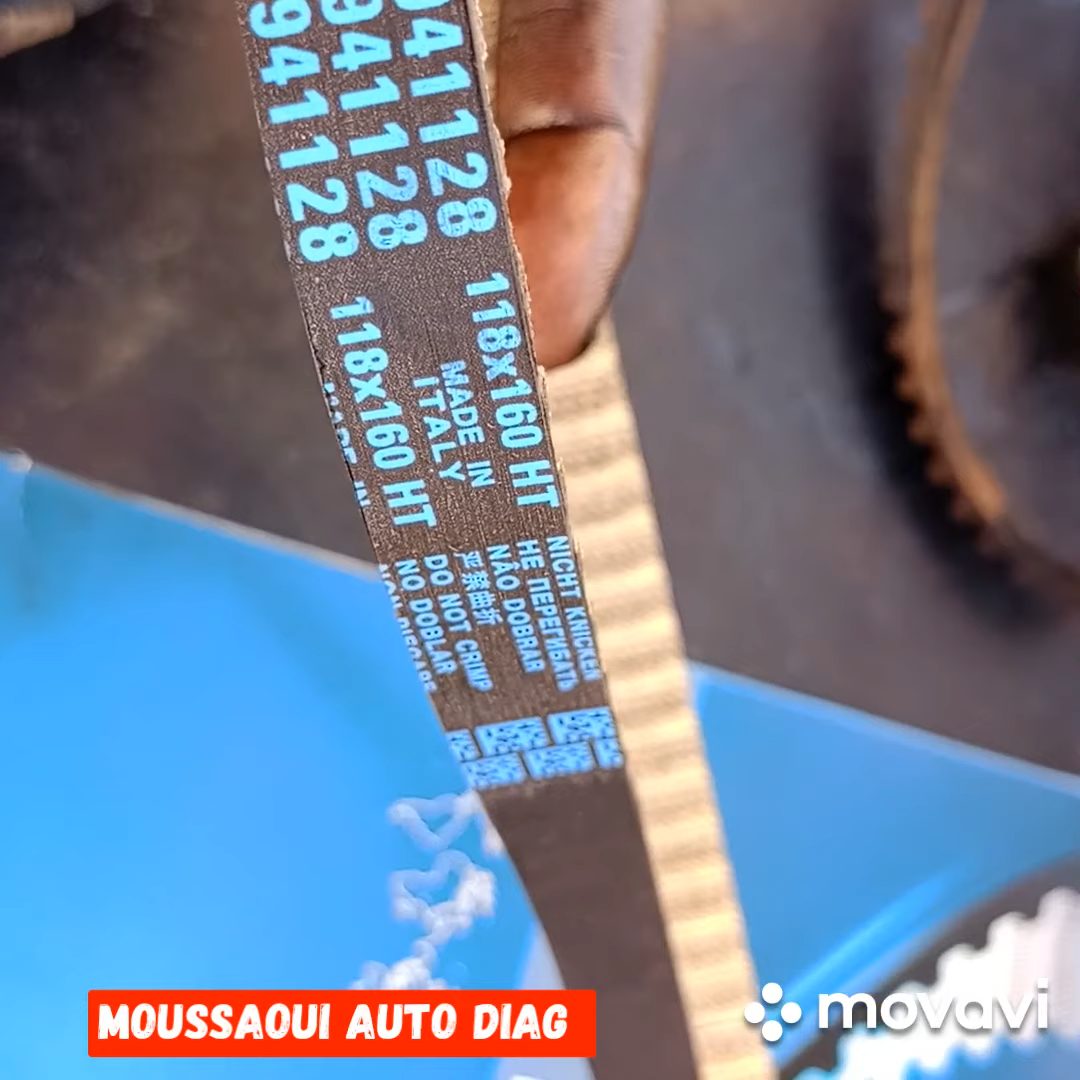 941128
941128
941128
118x160 HT
MADE IN
ITALY
118x160 HT
NICHT KNICKEN
НЕ ПЕРЕГИБАТЬ
NÃO DOBRAR
严禁曲折
DO NOT CRIMP
NO DOBLAR
MOUSSAOUI AUTO DIAG
movavi